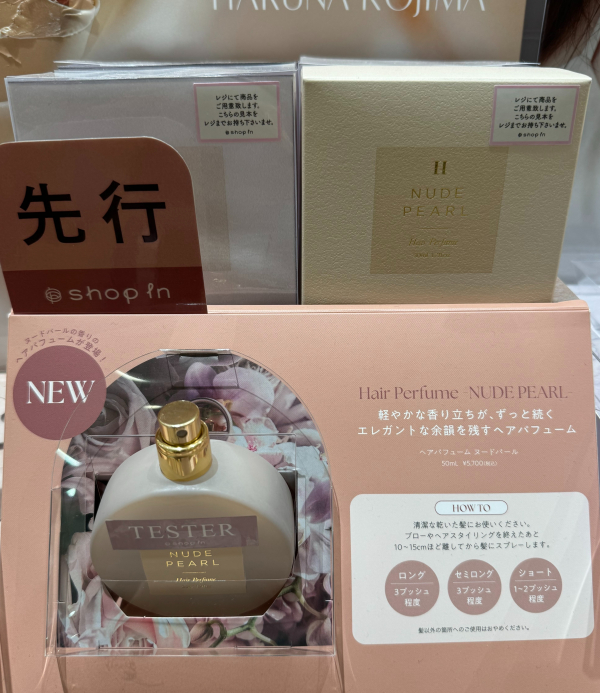 HARUNA KOJIMA
レジにて商品を
ご用意致します。
こちらの見本を
レジまでお持ち下さいませ。
@shop in
レジにて商品を
ご用意致します。
こちらの見本を
レジまでお持ち下さいませ。
@shop in
先行
shop in
H
NUDE
PEARL
Hair Perfume
ヌードパールの香りの
ヘアパフュームが登場！
NEW
TESTER
shop in
NUDE
PEARL
Hair Perfume
Hair Perfume -NUDE PEARL-
軽やかな香り立ちが、ずっと続く
エレガントな余韻を残すヘアパフューム
ヘアパフューム ヌードパール
50mL ¥5,700(税込)
HOW TO
清潔な乾いた髪にお使いください。
ブローやヘアスタイリングを終えたあと
10~15cmほど離してから髪にスプレーします。
ロング
3プッシュ
程度
セミロング
3プッシュ
程度
ショート
1~2プッシュ
程度
髪以外の箇所へのご使用はおやめください。